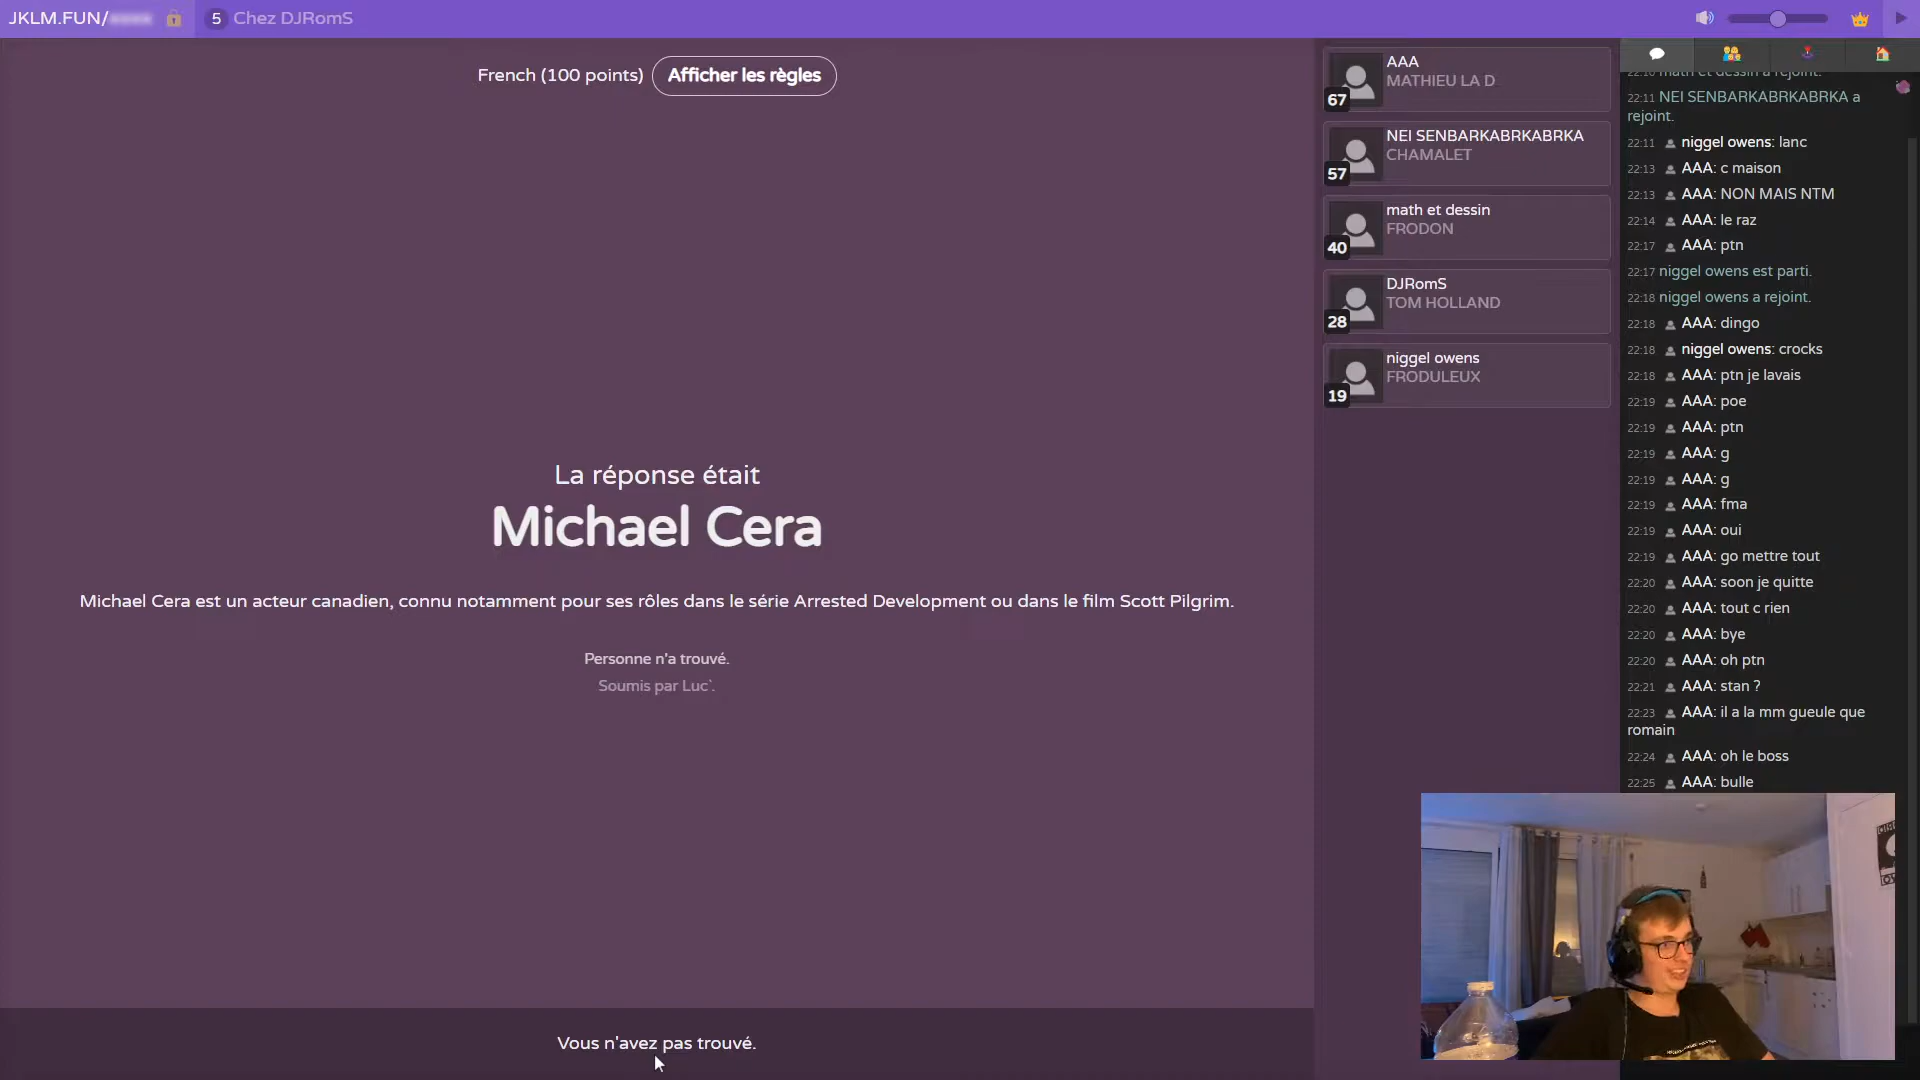 JKLM.FUN/
5 Chez DJRomS
French (100 points) Afficher les règles
La réponse était
Michael Cera
Michael Cera est un acteur canadien, connu notamment pour ses rôles dans le série Arrested Development ou dans le film Scott Pilgrim.
Personne n'a trouvé.
Soumis par Luc`.
Vous n'avez pas trouvé.
AAA
MATHIEU LA D
67
NEI SENBARKABRKABRKA
CHAMALET
57
math et dessin
FRODON
40
DJRomS
TOM HOLLAND
28
niggel owens
FRODULEUX
19
22:10 math et dessin a rejoint.
22:11 NEI SENBARKABRKABRKA a
rejoint.
22:11 niggel owens: lanc
22:13 AAA: c maison
22:13 AAA: NON MAIS NTM
22:14 AAA: le raz
22:17 AAA: ptn
22:17 niggel owens est parti.
22:18 niggel owens a rejoint.
22:18 AAA: dingo
22:18 niggel owens: crocks
22:18 AAA: ptn je lavais
22:19 AAA: poe
22:19 AAA: ptn
22:19 AAA: g
22:19 AAA: g
22:19 AAA: fma
22:19 AAA: oui
22:19 AAA: go mettre tout
22:20 AAA: soon je quitte
22:20 AAA: tout c rien
22:20 AAA: bye
22:20 AAA: oh ptn
22:21 AAA: stan ?
22:23 AAA: il a la mm gueule que
romain
22:24 AAA: oh le boss
22:25 AAA: bulle